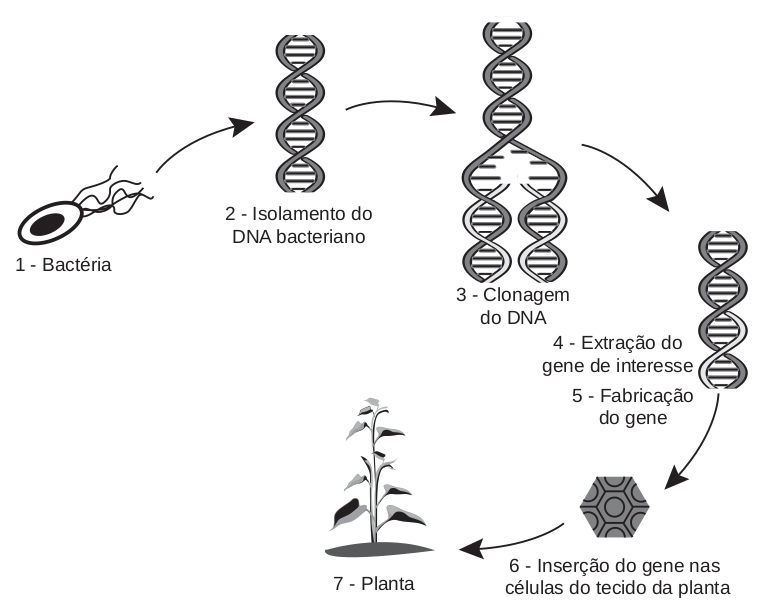 1 - Bactéria
2 - Isolamento do
DNA bacteriano
3 - Clonagem
do DNA
4 - Extração do
gene de interesse
5 - Fabricação
do gene
6 - Inserção do gene nas
células do tecido da planta
7 - Planta